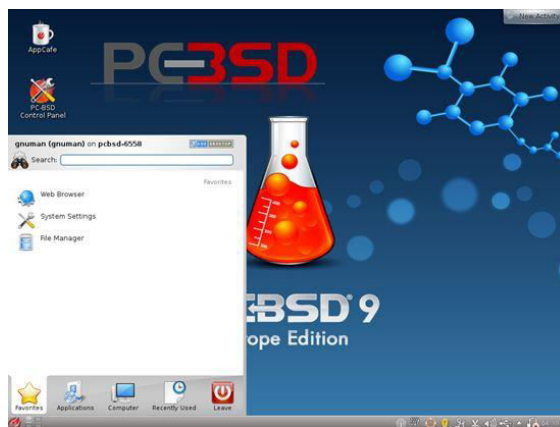 New Activity
AppCafe
PC-BSD
PC-BSD
Control Panel
gnuman (gnuman) on pcbsd-6558
Search:
Favorites
Web Browser
System Settings
File Manager
BSD® 9
ope Edition
Favorites
Applications
Computer
Recently Used
Leave